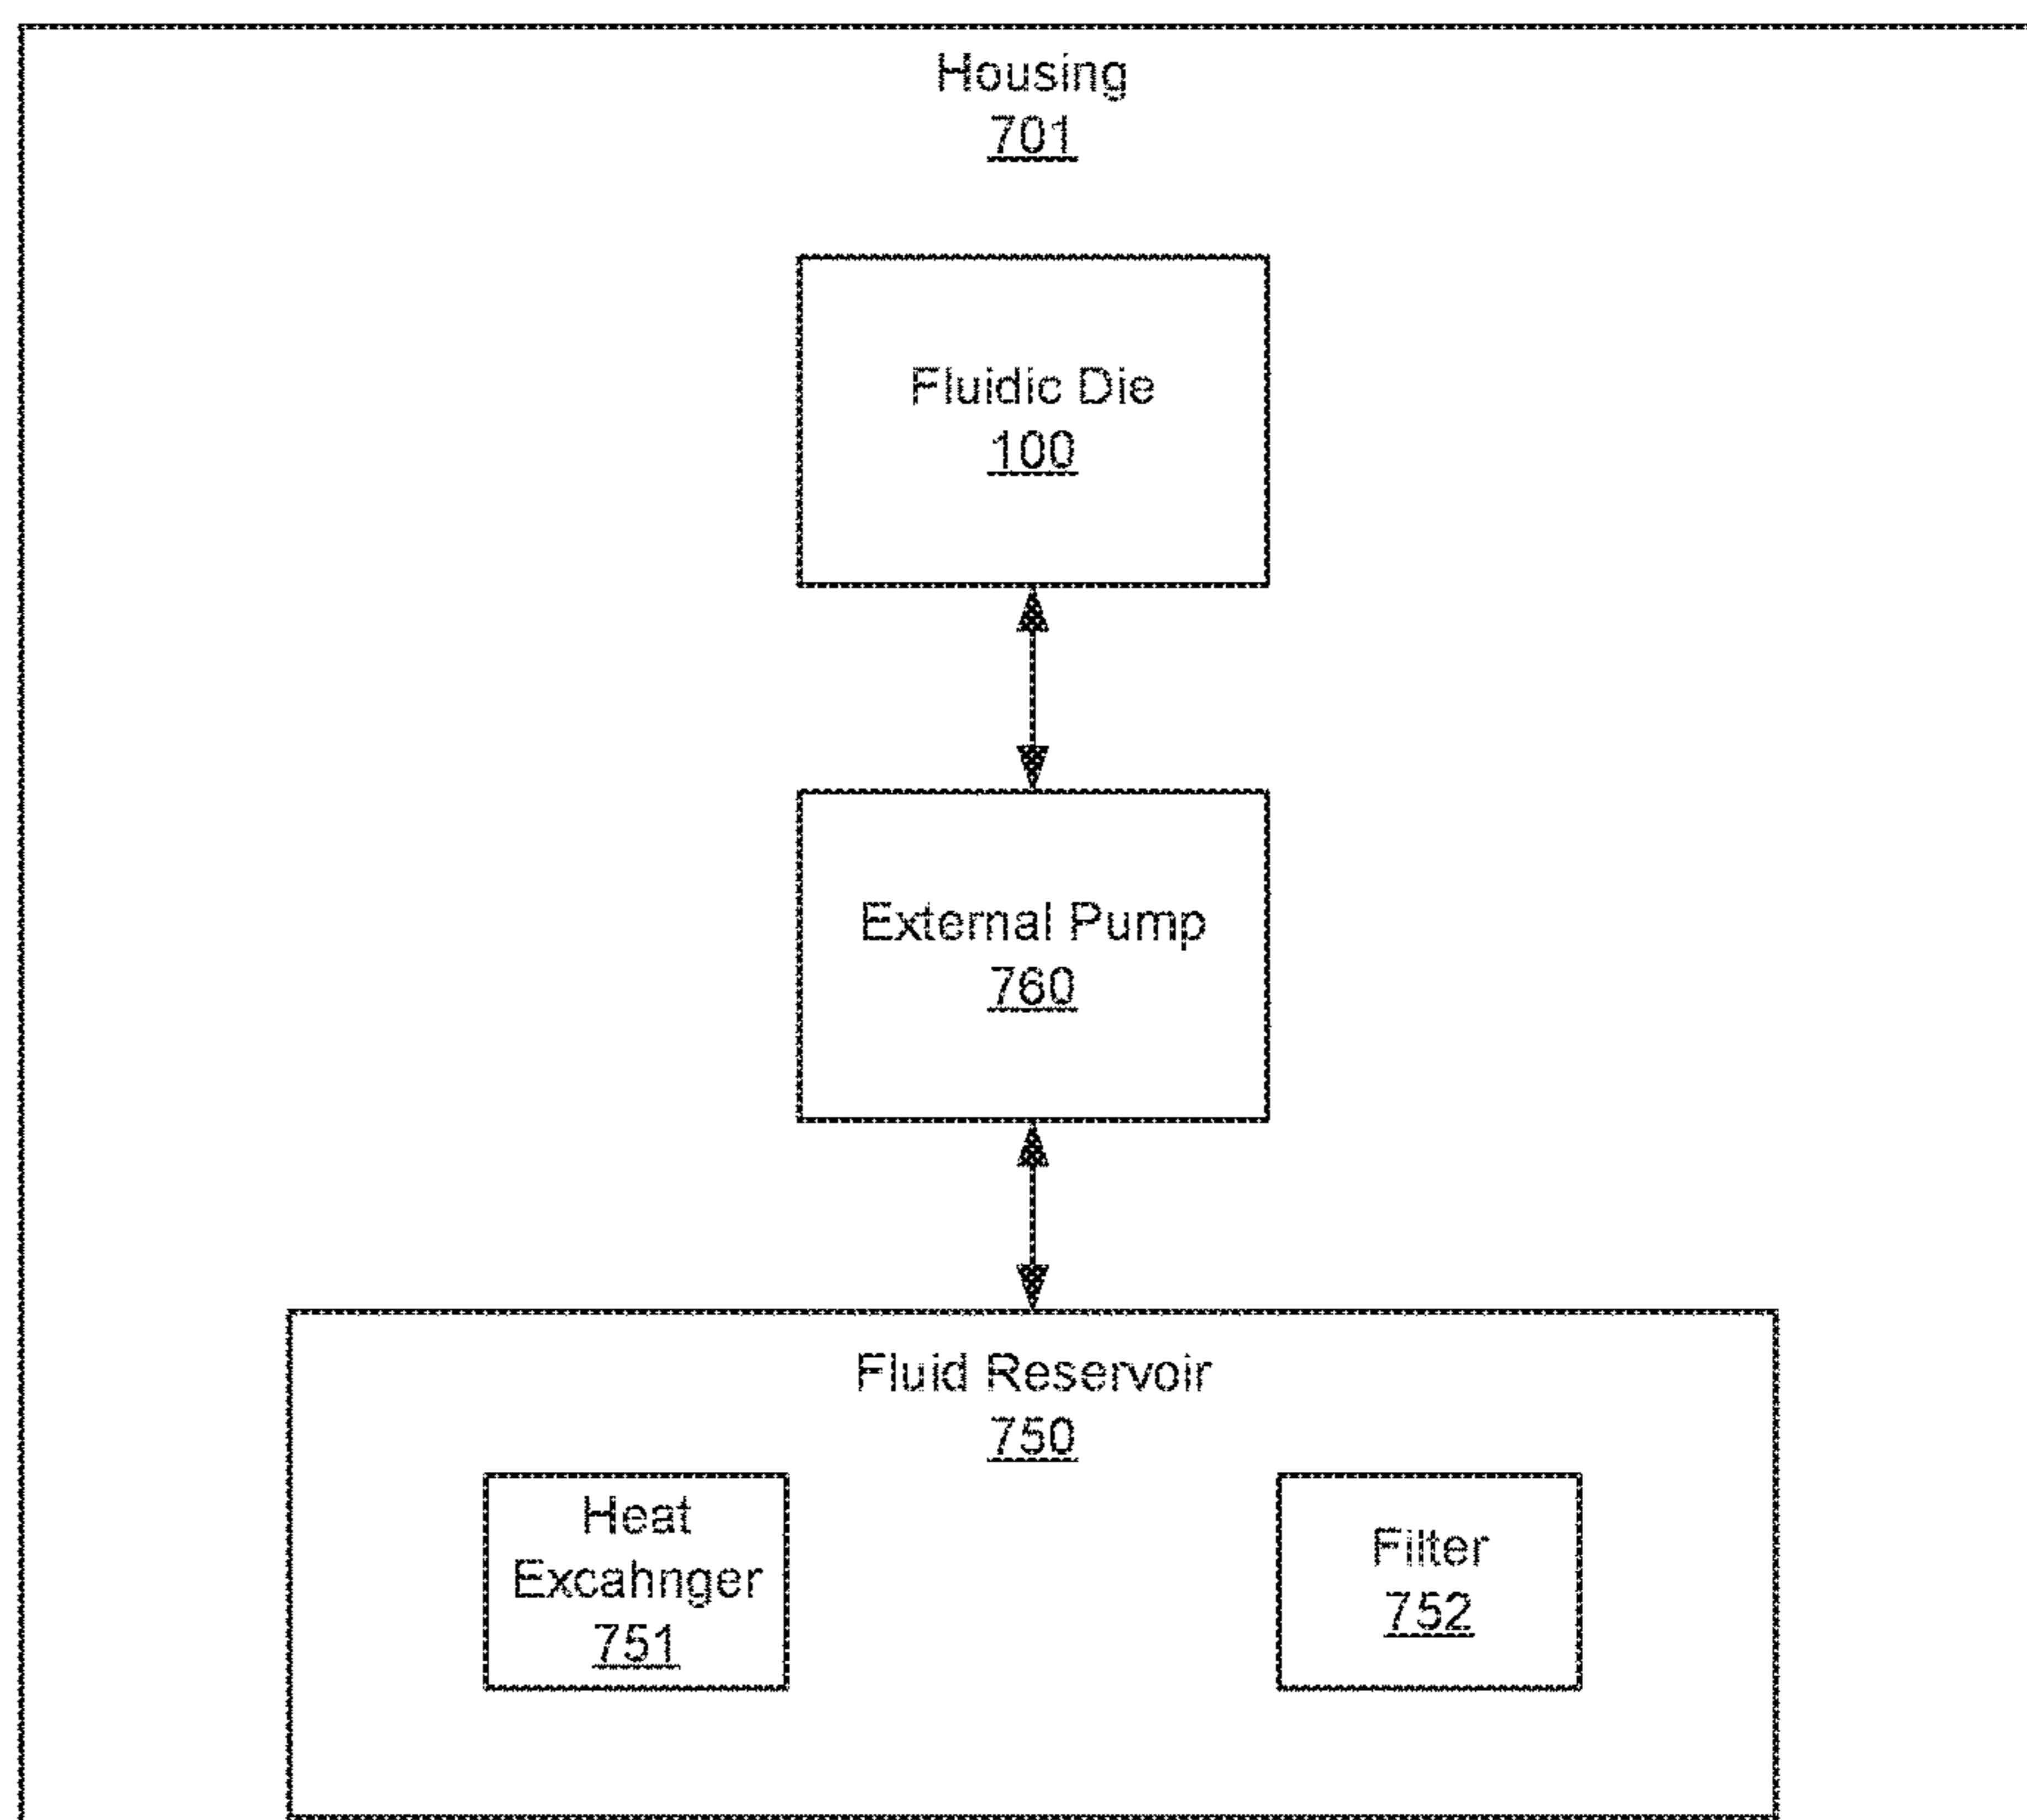 Housing
701
Fluidic Die
100
External Pump
760
Fluid Reservoir
750
Heat
Excahnger
751
Filter
752